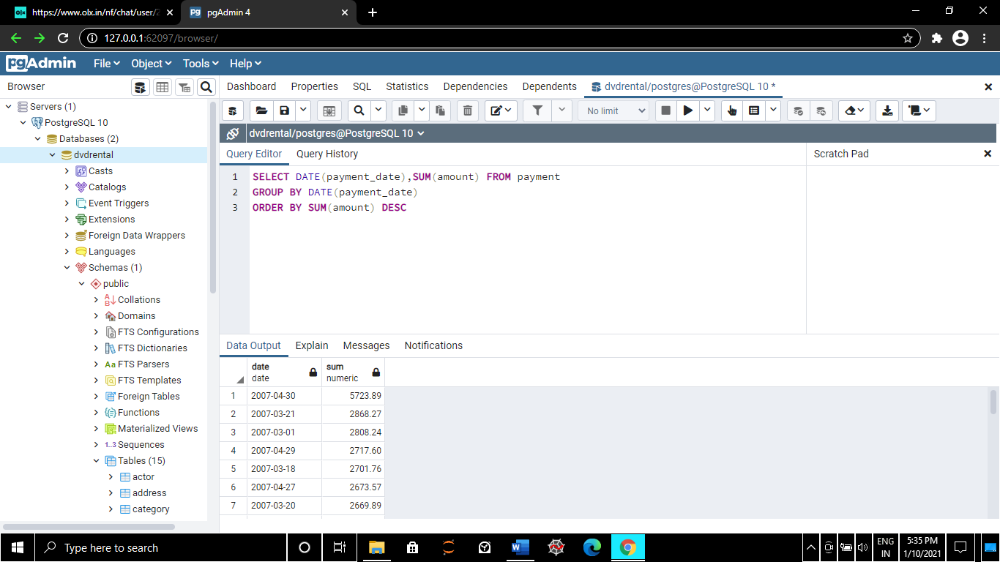 https://www.olx.in/nf/chat/user/2
pgAdmin 4
127.0.0.1:62097/browser/
pgAdmin File Object Tools Help
Browser
Servers (1)
PostgreSQL 10
Databases (2)
dvdrental
Casts
Catalogs
Event Triggers
Extensions
Foreign Data Wrappers
Languages
Schemas (1)
public
Collations
Domains
FTS Configurations
FTS Dictionaries
Aa FTS Parsers
FTS Templates
Foreign Tables
Functions
Materialized Views
1..3 Sequences
Tables (15)
actor
address
category
Dashboard Properties SQL Statistics Dependencies Dependents dvdrental/postgres@PostgreSQL 10 *
No limit
dvdrental/postgres@PostgreSQL 10
Query Editor Query History
Scratch Pad
1 SELECT DATE(payment_date),SUM(amount) FROM payment
2 GROUP BY DATE(payment_date)
3 ORDER BY SUM(amount) DESC
Data Output Explain Messages Notifications
date sum
date numeric
1 2007-04-30 5723.89
2 2007-03-21 2868.27
3 2007-03-01 2808.24
4 2007-04-29 2717.60
5 2007-03-18 2701.76
6 2007-04-27 2673.57
7 2007-03-20 2669.89
Type here to search
ENG
IN
5:35 PM
1/10/2021